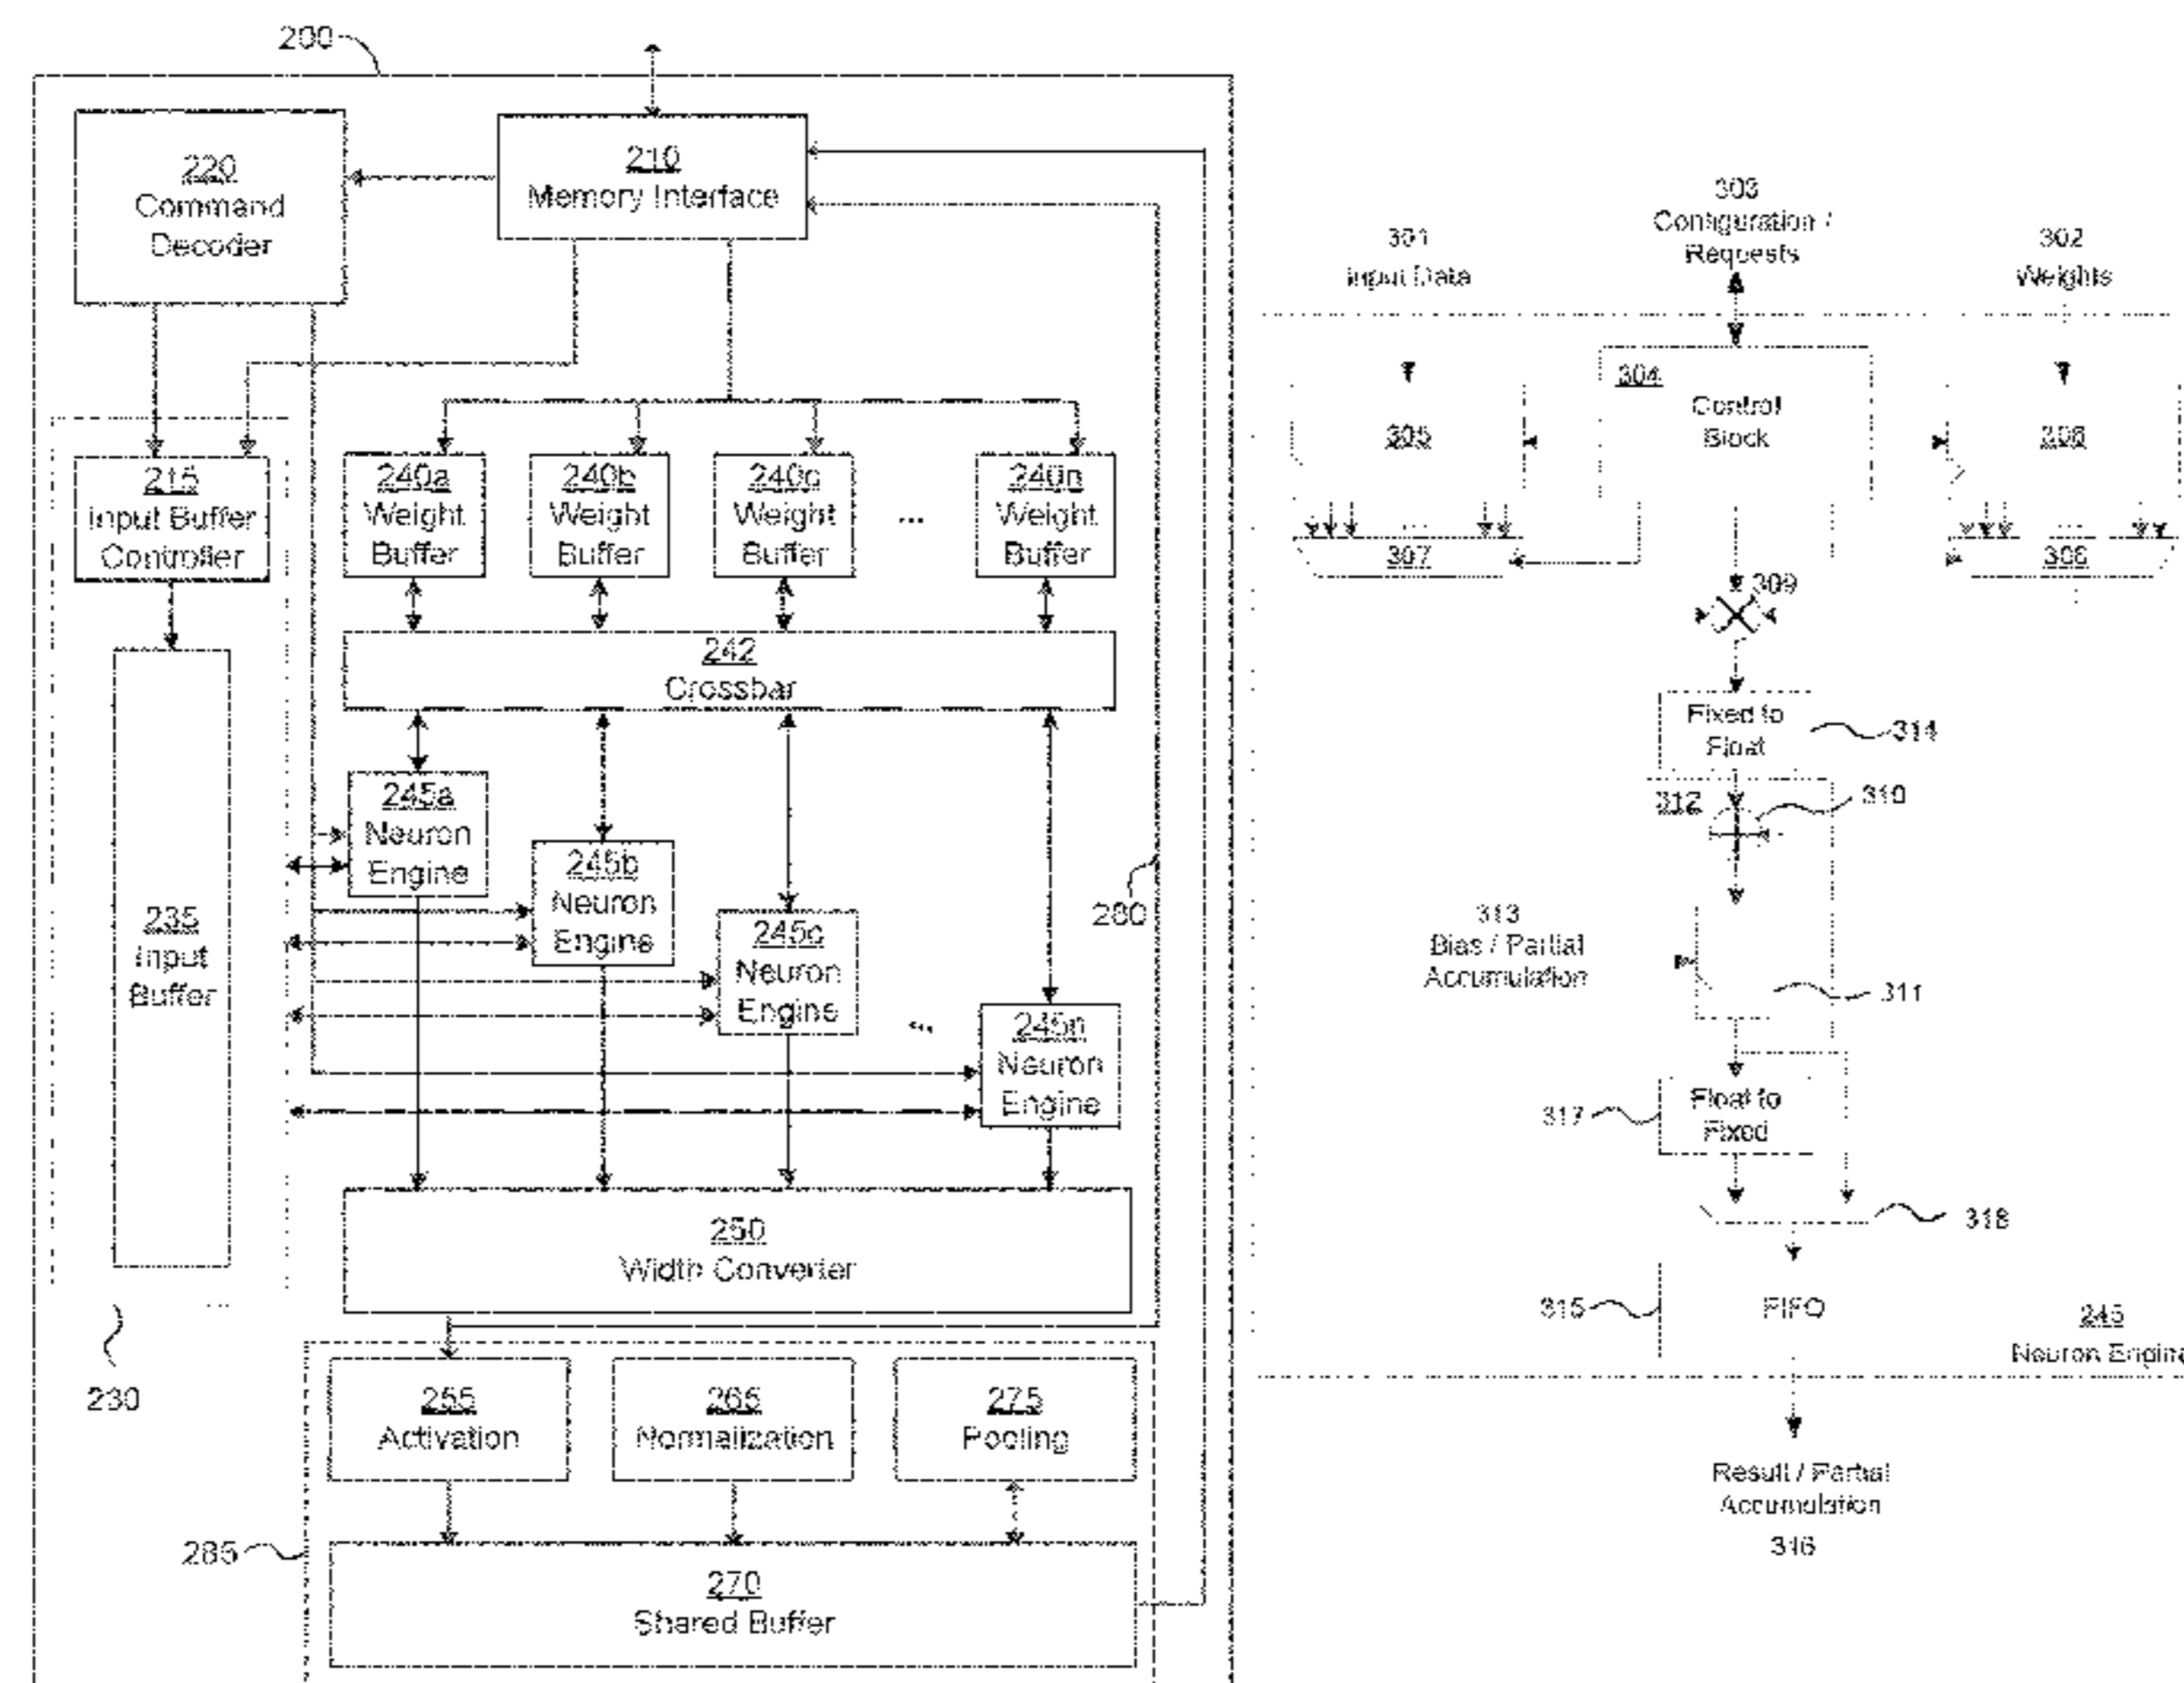 200
220
Command
Decoder
210
Memory Interface
215
Input Buffer
Controller
240a
Weight
Buffer
240b
Weight
Buffer
240c
Weight
Buffer
...
240n
Weight
Buffer
242
Crossbar
235
Input
Buffer
245a
Neuron
Engine
245b
Neuron
Engine
245c
Neuron
Engine
...
245n
Neuron
Engine
280
250
Width Converter
...
230
255
Activation
265
Normalization
275
Pooling
285
270
Shared Buffer
301
Input Data
303
Configuration /
Requests
302
Weights
304
Control
Block
305
306
...
...
307
308
309
Fixed to
Float
314
312
310
313
Bias / Partial
Accumulation
311
Float to
Fixed
317
318
315
FIFO
245
Neuron Engine
Result / Partial
Accumulation
316